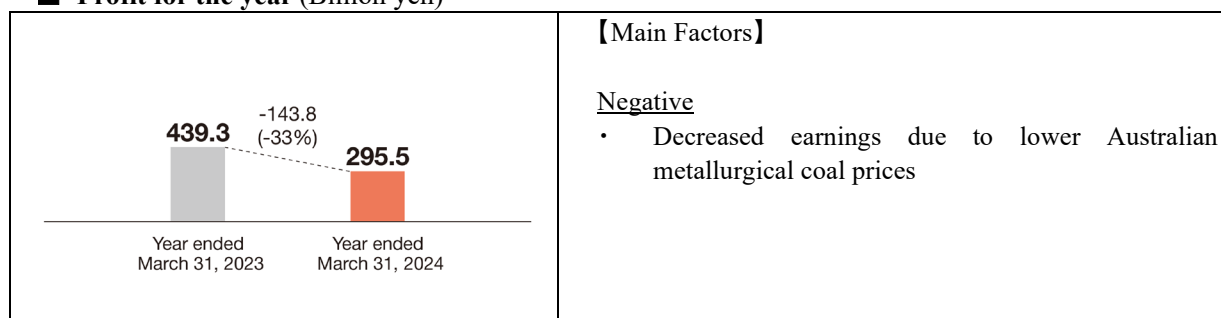 ■ Profit for the year (Billion yen)
-143.8
439.3 (-33%)
295.5
Year ended Year ended
March 31, 2023 March 31, 2024
【Main Factors】
Negative
・ Decreased earnings due to lower Australian
metallurgical coal prices